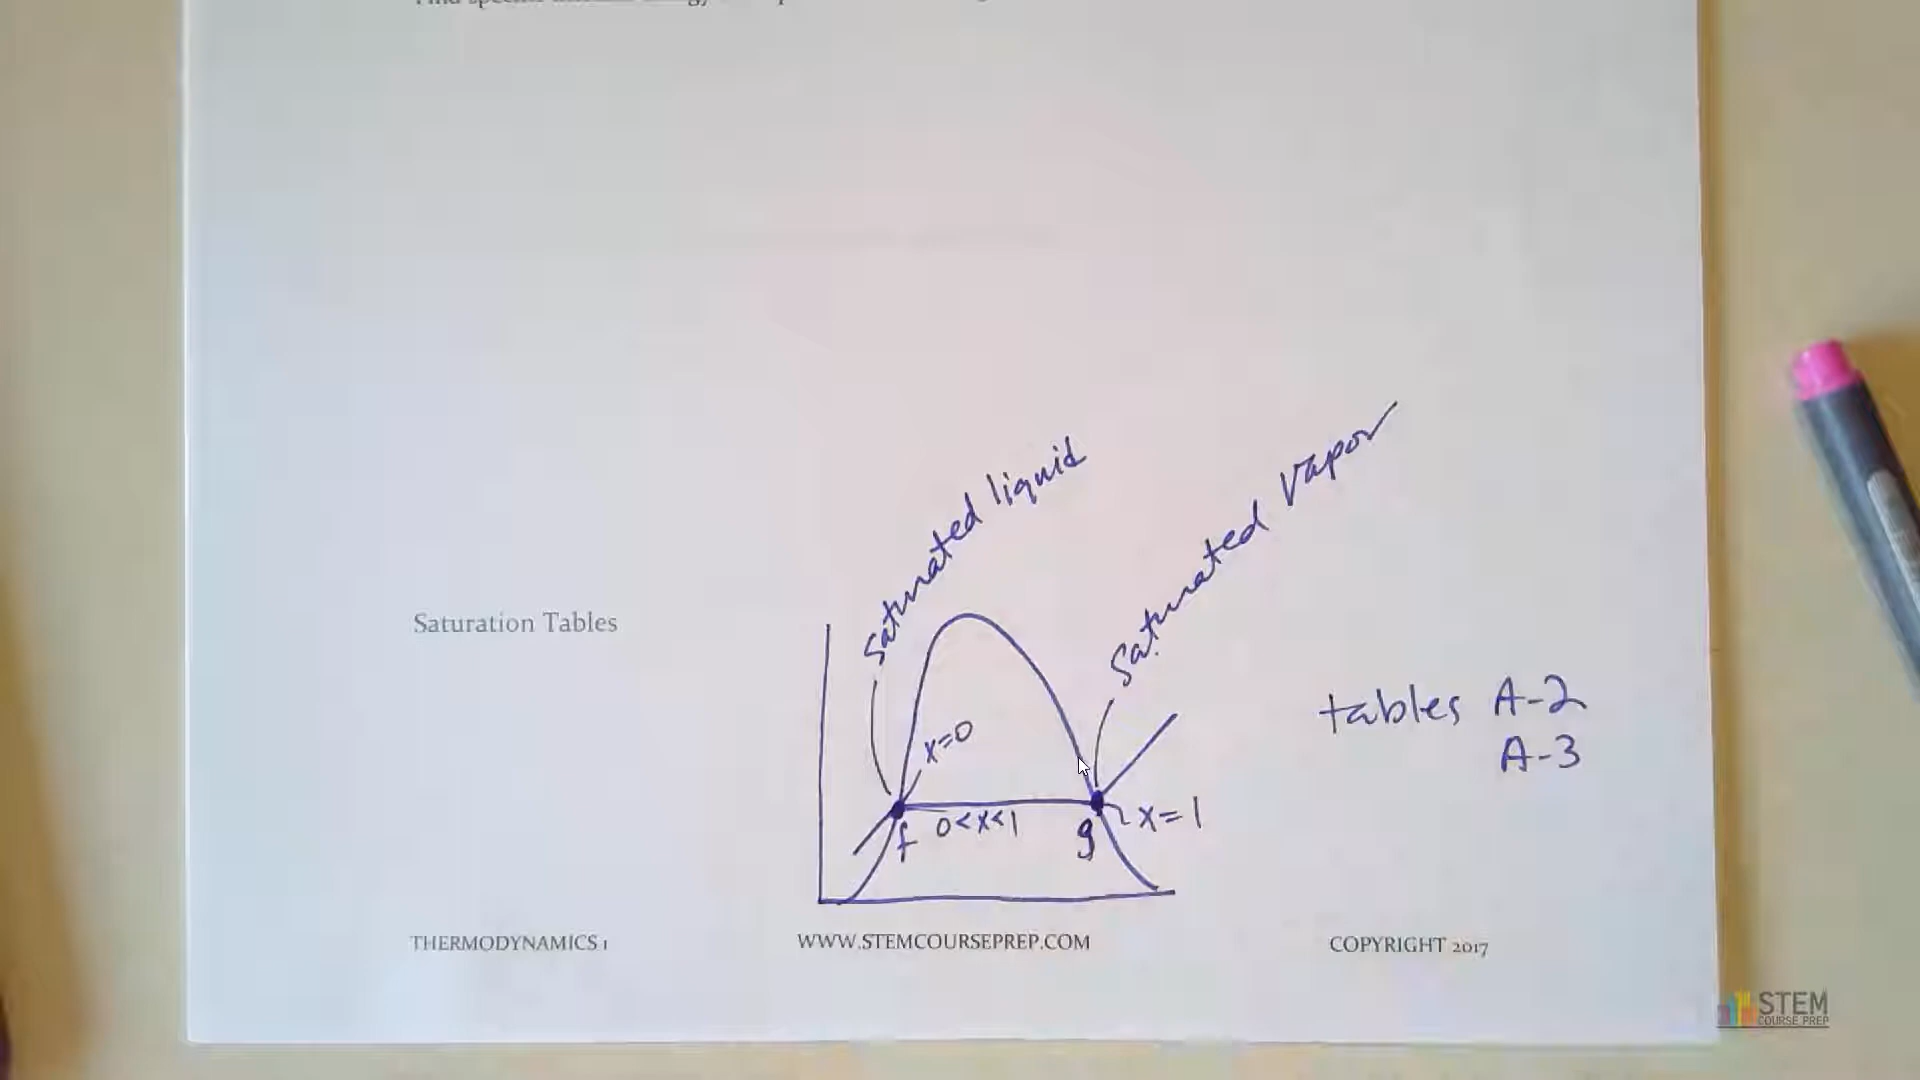 saturated liquid
saturated vapor
Saturation Tables
tables A-2
A-3
x=0
0<x<1
x=1
f
g
THERMODYNAMICS 1
WWW.STEMCOURSEPREP.COM
COPYRIGHT 2017
STEM
COURSE PREP